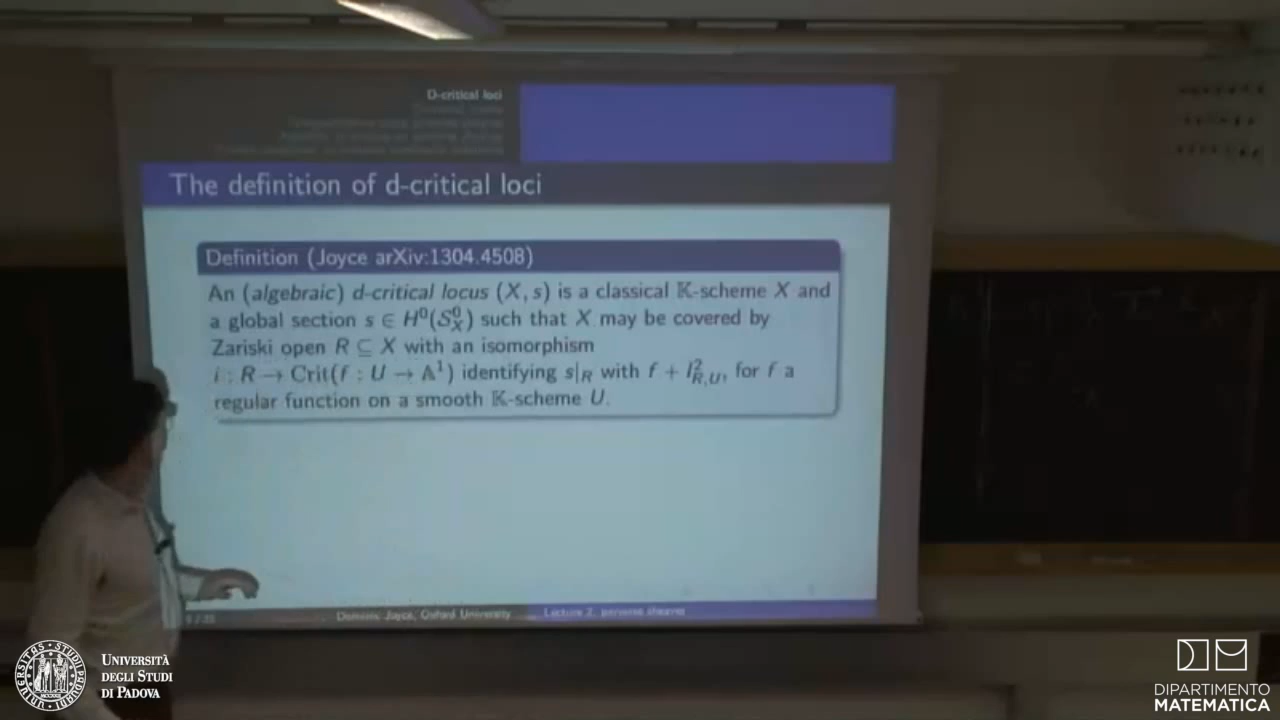 D-critical loci
The definition of d-critical loci
Definition (Joyce arXiv:1304.4508)
An (algebraic) d-critical locus (X, s) is a classical 𝕂-scheme X and
a global section s ∈ H⁰(𝒮⁰_X) such that X may be covered by
Zariski open R ⊆ X with an isomorphism
i : R → Crit(f : U → 𝔸¹) identifying s|_R with f + I²_{R,U}, for f a
regular function on a smooth 𝕂-scheme U.
Dominic Joyce, Oxford University
Lecture 2. perverse sheaves
UNIVERSITÀ
DEGLI STUDI
DI PADOVA
DIPARTIMENTO
MATEMATICA